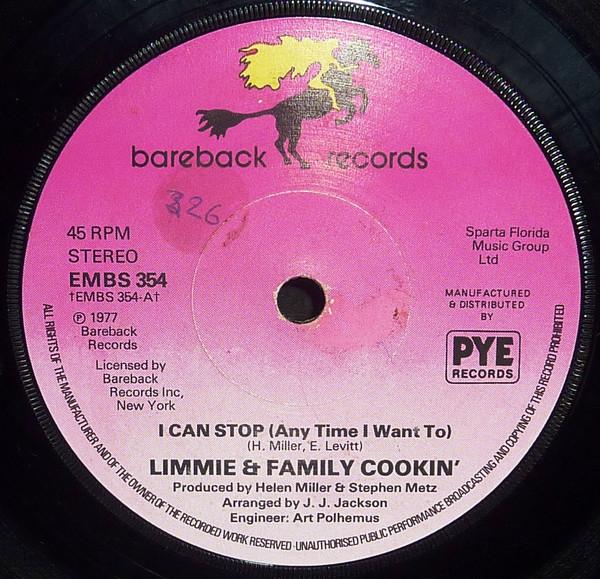 bareback records
326
45 RPM
STEREO
EMBS 354
†EMBS 354-A†
Ⓟ 1977
Bareback
Records
Licensed by
Bareback
Records Inc,
New York
Sparta Florida
Music Group
Ltd
MANUFACTURED
& DISTRIBUTED
BY
PYE
RECORDS
I CAN STOP (Any Time I Want To)
(H. Miller, E. Levitt)
LIMMIE & FAMILY COOKIN'
Produced by Helen Miller & Stephen Metz
Arranged by J. J. Jackson
Engineer: Art Polhemus
ALL RIGHTS OF THE MANUFACTURER AND OF THE OWNER OF THE RECORDED WORK RESERVED · UNAUTHORISED PUBLIC PERFORMANCE BROADCASTING AND COPYING OF THIS RECORD PROHIBITED